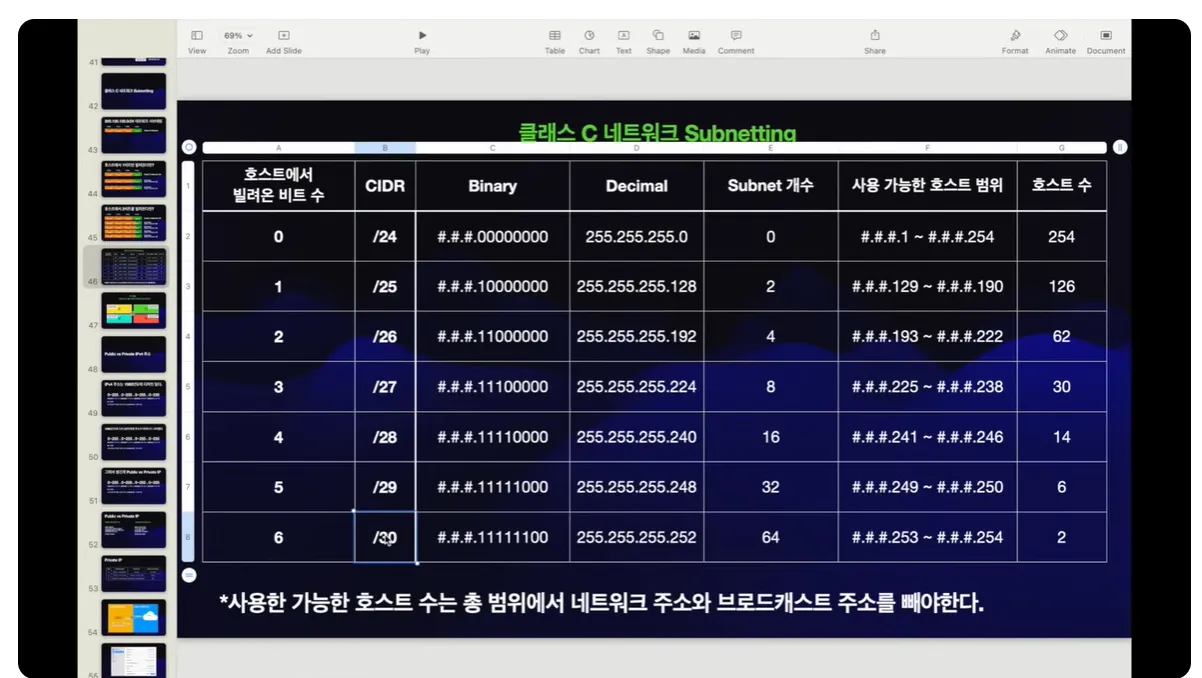 69%
View Zoom Add Slide Play Table Chart Text Shape Media Comment Share Format Animate Document
41
42
클래스 C 네트워크 Subnetting
43
44
45
46
47
48
Public vs Private IPv4 주소
49
50
51
52
Public vs Private IP
53
Private IP
54
55
클래스 C 네트워크 Subnetting
A B C D E F G
1 호스트에서 빌려온 비트 수 CIDR Binary Decimal Subnet 개수 사용 가능한 호스트 범위 호스트 수
2 0 /24 #.#.#.00000000 255.255.255.0 0 #.#.#.1 ~ #.#.#.254 254
3 1 /25 #.#.#.10000000 255.255.255.128 2 #.#.#.129 ~ #.#.#.190 126
4 2 /26 #.#.#.11000000 255.255.255.192 4 #.#.#.193 ~ #.#.#.222 62
5 3 /27 #.#.#.11100000 255.255.255.224 8 #.#.#.225 ~ #.#.#.238 30
6 4 /28 #.#.#.11110000 255.255.255.240 16 #.#.#.241 ~ #.#.#.246 14
7 5 /29 #.#.#.11111000 255.255.255.248 32 #.#.#.249 ~ #.#.#.250 6
8 6 /30 #.#.#.11111100 255.255.255.252 64 #.#.#.253 ~ #.#.#.254 2
*사용한 가능한 호스트 수는 총 범위에서 네트워크 주소와 브로드캐스트 주소를 빼야한다.